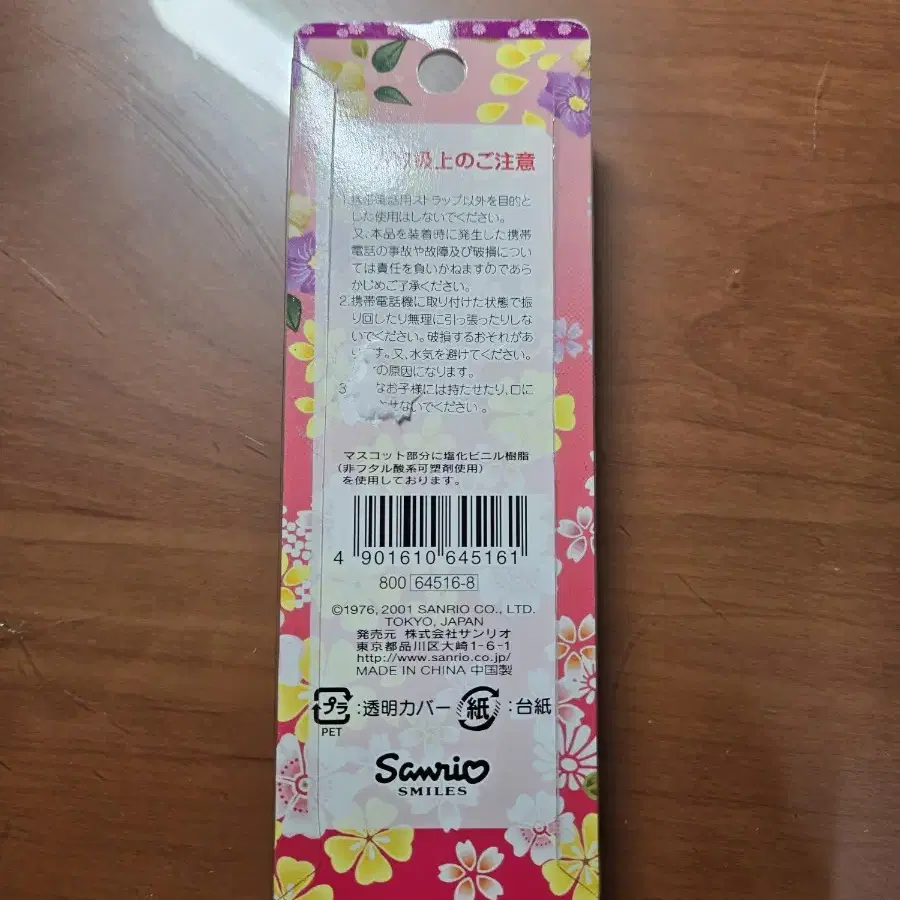 扱上のご注意
携帯電話用ストラップ以外を目的と
した使用はしないでください。
又、本品を装着時に発生した携帯
電話の事故や故障及び破損につい
ては責任を負いかねますのであら
かじめご了承ください。
2.携帯電話機に取り付けた状態で振
り回したり無理に引っ張ったりしな
いでください。破損するおそれがあ
ります。又、水気を避けてください。
の原因になります。
3 なお子様には持たせたり、口に
させないでください。
マスコット部分に塩化ビニル樹脂
(非フタル酸系可塑剤使用)
を使用しております。
4 901610 645161
800 64516-8
©1976, 2001 SANRIO CO., LTD.
TOKYO, JAPAN
発売元 株式会社サンリオ
東京都品川区大崎1-6-1
http://www.sanrio.co.jp/
MADE IN CHINA 中国製
プラ:透明カバー 紙:台紙
PET
Sanrio
SMILES